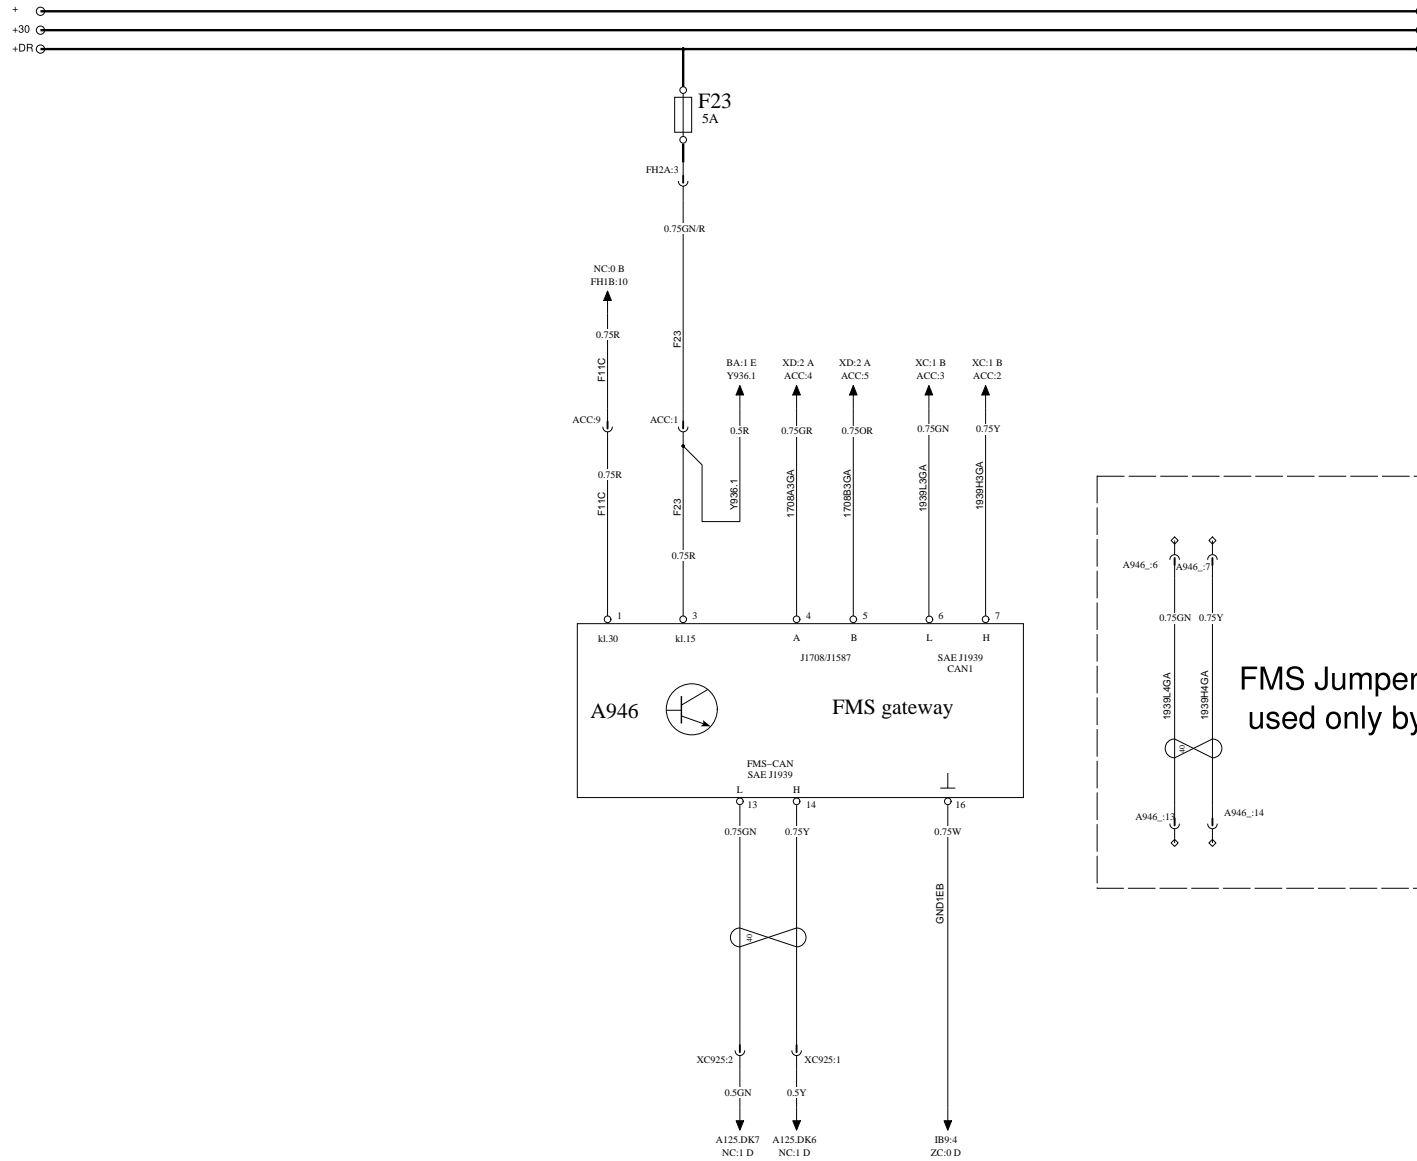 +
+30
+DR
F23
5A
FH2A:3
0.75GN/R
NC:0 B
FH1B:10
0.75R
F11C
F23
BA:1 E
Y936.1
XD:2 A
ACC:4
XD:2 A
ACC:5
XC:1 B
ACC:3
XC:1 B
ACC:2
ACC:9
ACC:1
0.5R
0.75GR
0.75OR
0.75GN
0.75Y
0.75R
F11C
F23
Y936.1
1708A3GA
1708B3GA
1939L3GA
1939H3GA
0.75R
1
3
4
5
6
7
kl.30
kl.15
A
B
L
H
J1708/J1587
SAE J1939
CAN1
A946
FMS gateway
FMS-CAN
SAE J1939
L
H
13
14
16
0.75GN
0.75Y
0.75W
GND1EB
40
XC925:2
XC925:1
0.5GN
0.5Y
A125.DK7
NC:1 D
A125.DK6
NC:1 D
IB9:4
ZC:0 D
A946_:6
A946_:7
0.75GN
0.75Y
1939L4GA
1939H4GA
FMS Jumper
used only by
40
A946_:13
A946_:14